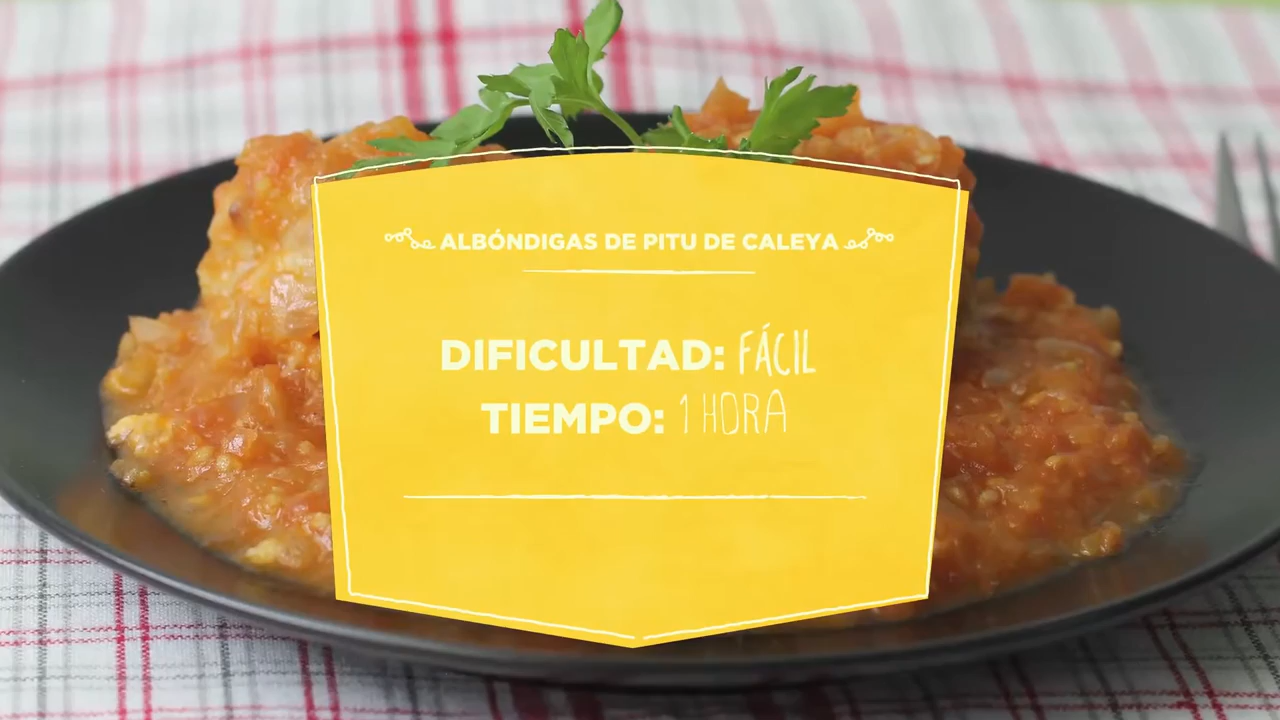 ALBÓNDIGAS DE PITU DE CALEYA
DIFICULTAD: FÁCIL
TIEMPO: 1 HORA